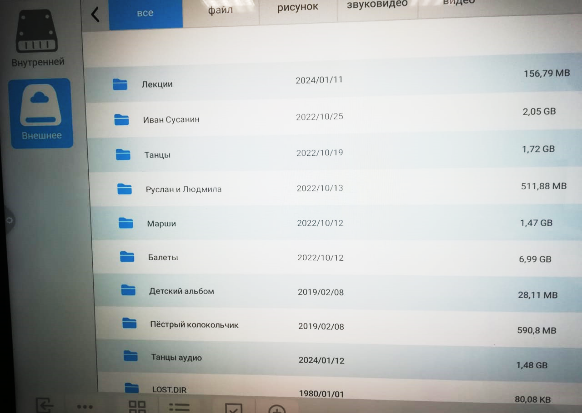 все файл рисунок звуковидео видео
Внутренней
Внешнее
Лекции 2024/01/11 156,79 MB
Иван Сусанин 2022/10/25 2,05 GB
Танцы 2022/10/19 1,72 GB
Руслан и Людмила 2022/10/13 511,88 MB
Марши 2022/10/12 1,47 GB
Балеты 2022/10/12 6,99 GB
Детский альбом 2019/02/08 28,11 MB
Пёстрый колокольчик 2019/02/08 590,8 MB
Танцы аудио 2024/01/12 1,48 GB
LOST.DIR 1980/01/01 80,08 KB